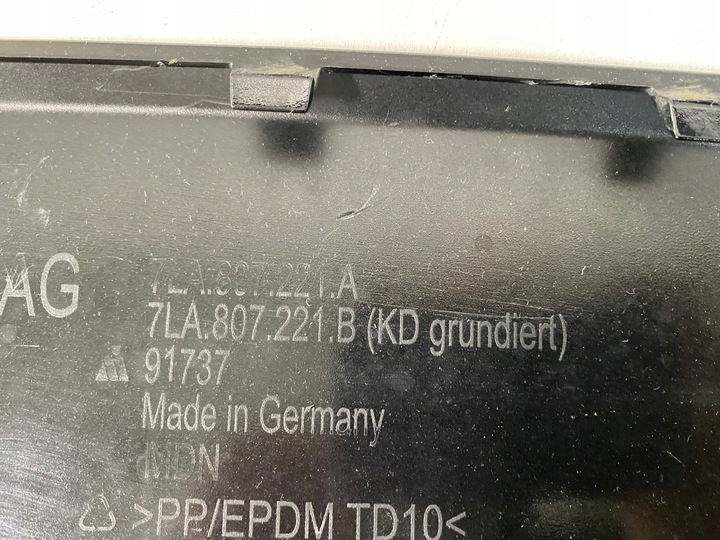 AG
7LA.807.221.A
7LA.807.221.B (KD grundiert)
91737
Made in Germany
MDN
>PP/EPDM TD10<